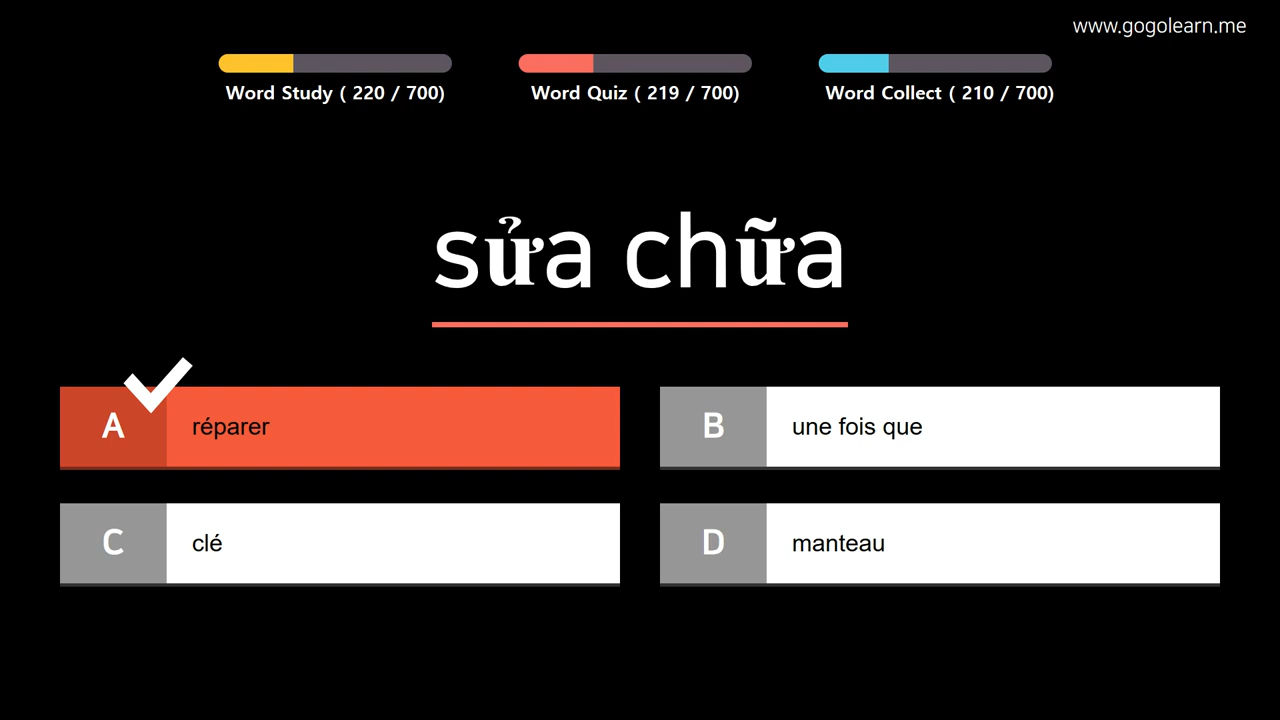 www.gogolearn.me
Word Study ( 220 / 700)
Word Quiz ( 219 / 700)
Word Collect ( 210 / 700)
sửa chữa
A réparer
B une fois que
C clé
D manteau